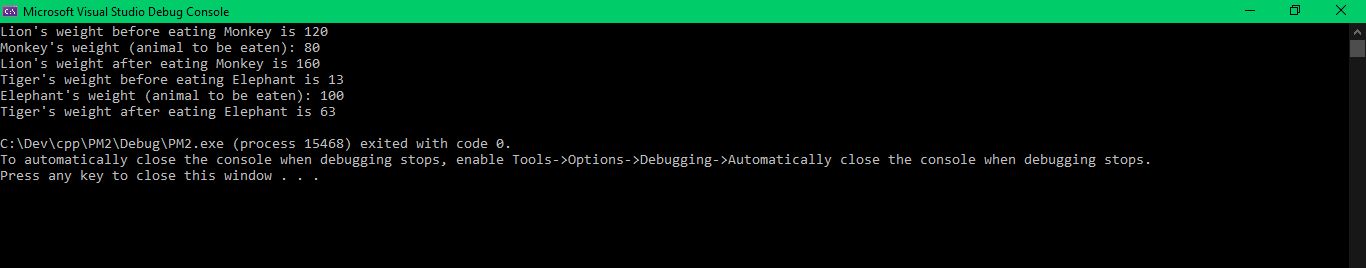 Microsoft Visual Studio Debug Console
Lion's weight before eating Monkey is 120
Monkey's weight (animal to be eaten): 80
Lion's weight after eating Monkey is 160
Tiger's weight before eating Elephant is 13
Elephant's weight (animal to be eaten): 100
Tiger's weight after eating Elephant is 63
C:\Dev\cpp\PM2\Debug\PM2.exe (process 15468) exited with code 0.
To automatically close the console when debugging stops, enable Tools->Options->Debugging->Automatically close the console when debugging stops.
Press any key to close this window . . .